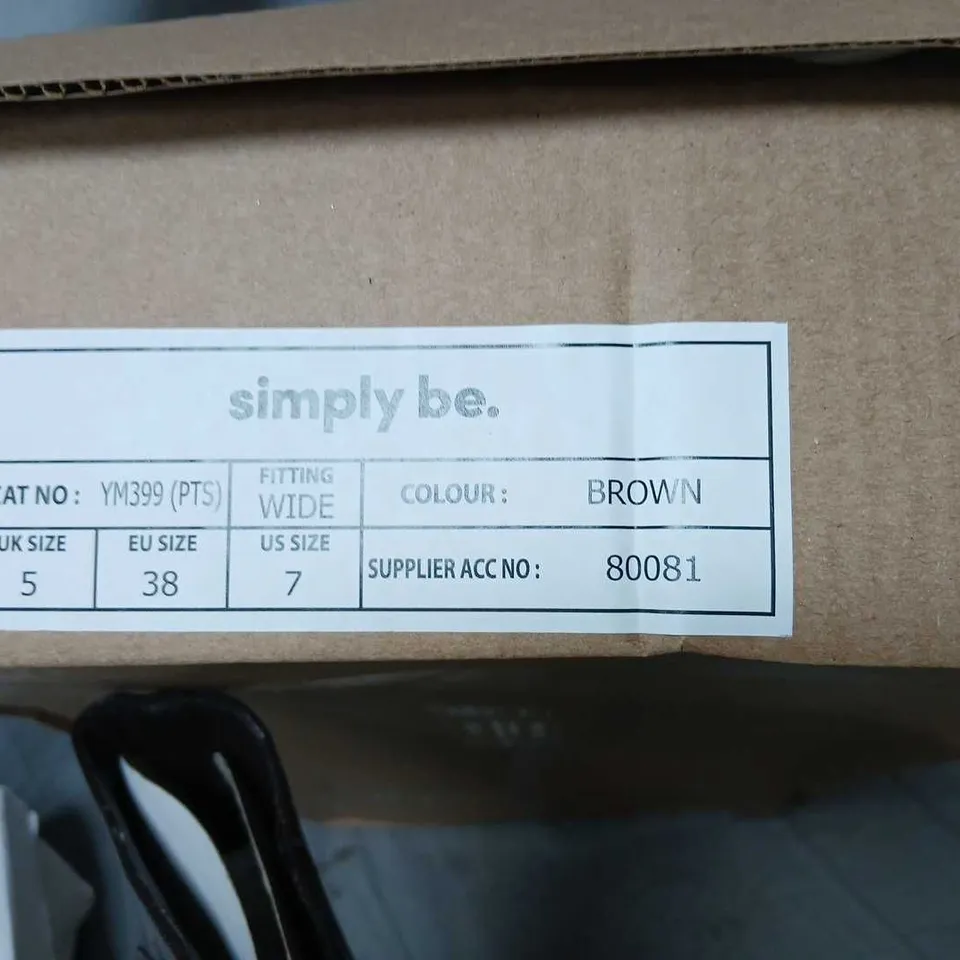 simply be.
CAT NO : YM399 (PTS) FITTING WIDE COLOUR : BROWN
UK SIZE EU SIZE US SIZE
5 38 7 SUPPLIER ACC NO : 80081